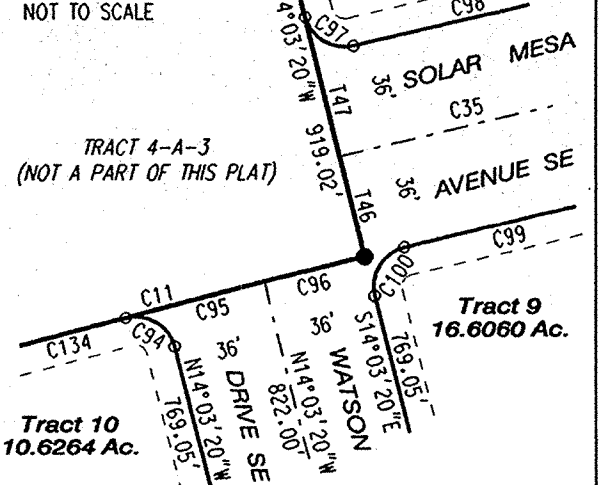 NOT TO SCALE
4°03'20"W
919.02'
C97
C98
T47
36'
SOLAR MESA
C35
TRACT 4-A-3
(NOT A PART OF THIS PLAT)
T46
36'
AVENUE SE
C99
C100
C11
C95
C96
C134
C94
Tract 9
16.6060 Ac.
36'
DRIVE SE
36'
WATSON
N14°03'20"W
822.00'
S14°03'20"E
769.05'
N14°03'20"W
769.05'
Tract 10
10.6264 Ac.